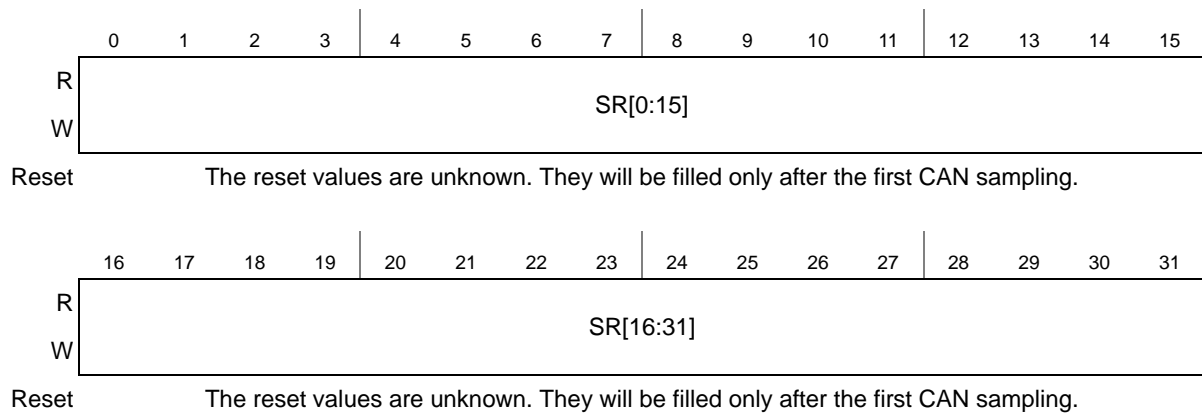 0 1 2 3 4 5 6 7 8 9 10 11 12 13 14 15
R
SR[0:15]
W
Reset The reset values are unknown. They will be filled only after the first CAN sampling.
16 17 18 19 20 21 22 23 24 25 26 27 28 29 30 31
R
SR[16:31]
W
Reset The reset values are unknown. They will be filled only after the first CAN sampling.